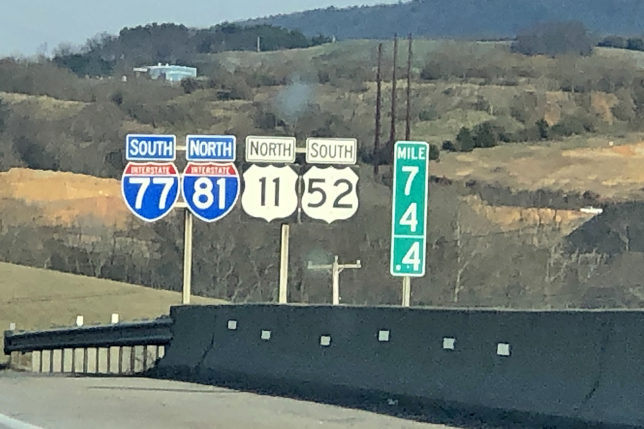 SOUTH NORTH NORTH SOUTH
INTERSTATE INTERSTATE
77 81 11 52
MILE
7
4
.4